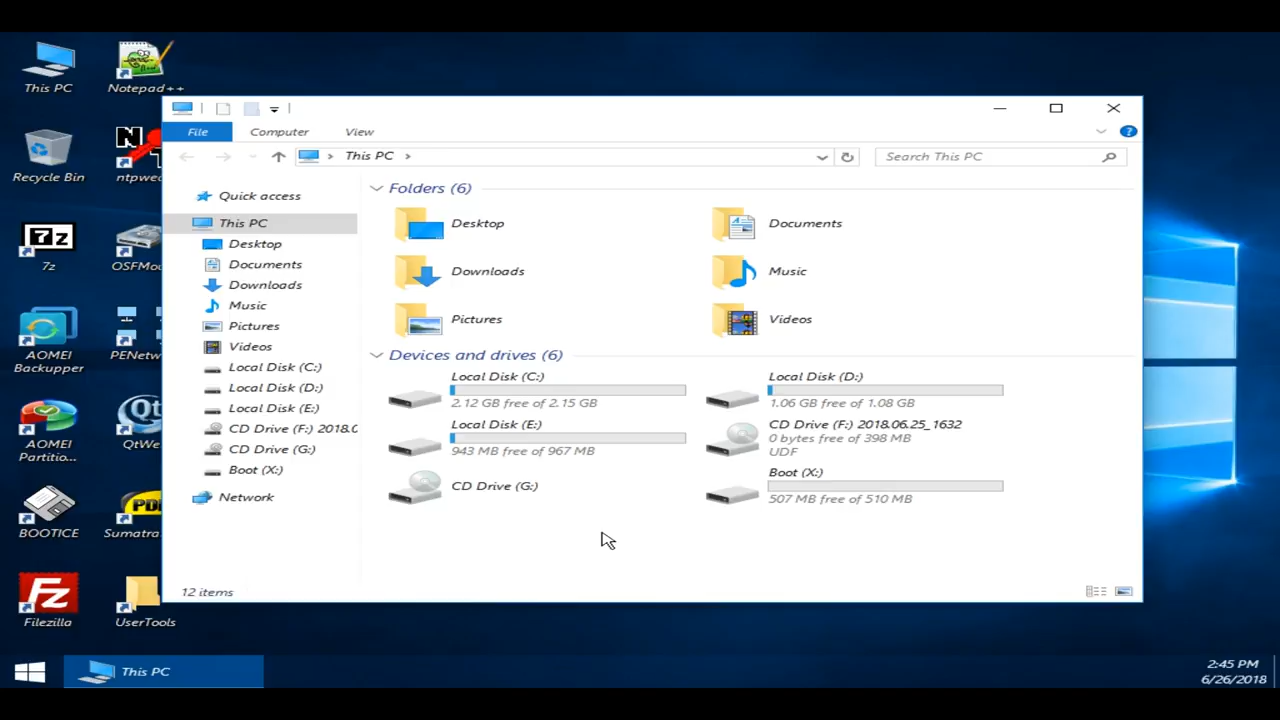 This PC
Notepad++
Recycle Bin
N
ntpwe
7z
7z
OSFMo
AOMEI
Backupper
PENetw
AOMEI
Partitio...
Qt
QtWe
BOOTICE
PDF
Sumatra
Fz
Filezilla
UserTools
File
Computer
View
?
This PC
Search This PC
Quick access
This PC
Desktop
Documents
Downloads
Music
Pictures
Videos
Local Disk (C:)
Local Disk (D:)
Local Disk (E:)
CD Drive (F:) 2018.0
CD Drive (G:)
Boot (X:)
Network
Folders (6)
Desktop
Documents
Downloads
Music
Pictures
Videos
Devices and drives (6)
Local Disk (C:)
2.12 GB free of 2.15 GB
Local Disk (D:)
1.06 GB free of 1.08 GB
Local Disk (E:)
943 MB free of 967 MB
CD Drive (F:) 2018.06.25_1632
0 bytes free of 398 MB
UDF
CD Drive (G:)
Boot (X:)
507 MB free of 510 MB
12 items
This PC
2:45 PM
6/26/2018